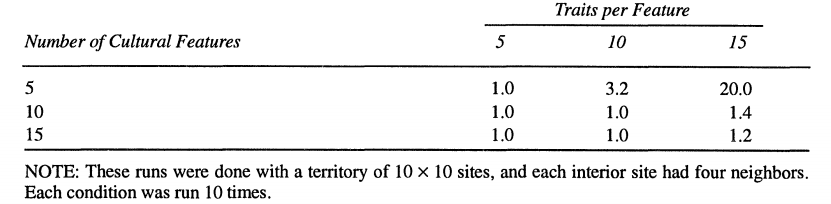 Traits per Feature
Number of Cultural Features 5 10 15
5 1.0 3.2 20.0
10 1.0 1.0 1.4
15 1.0 1.0 1.2
NOTE: These runs were done with a territory of 10 × 10 sites, and each interior site had four neighbors.
Each condition was run 10 times.